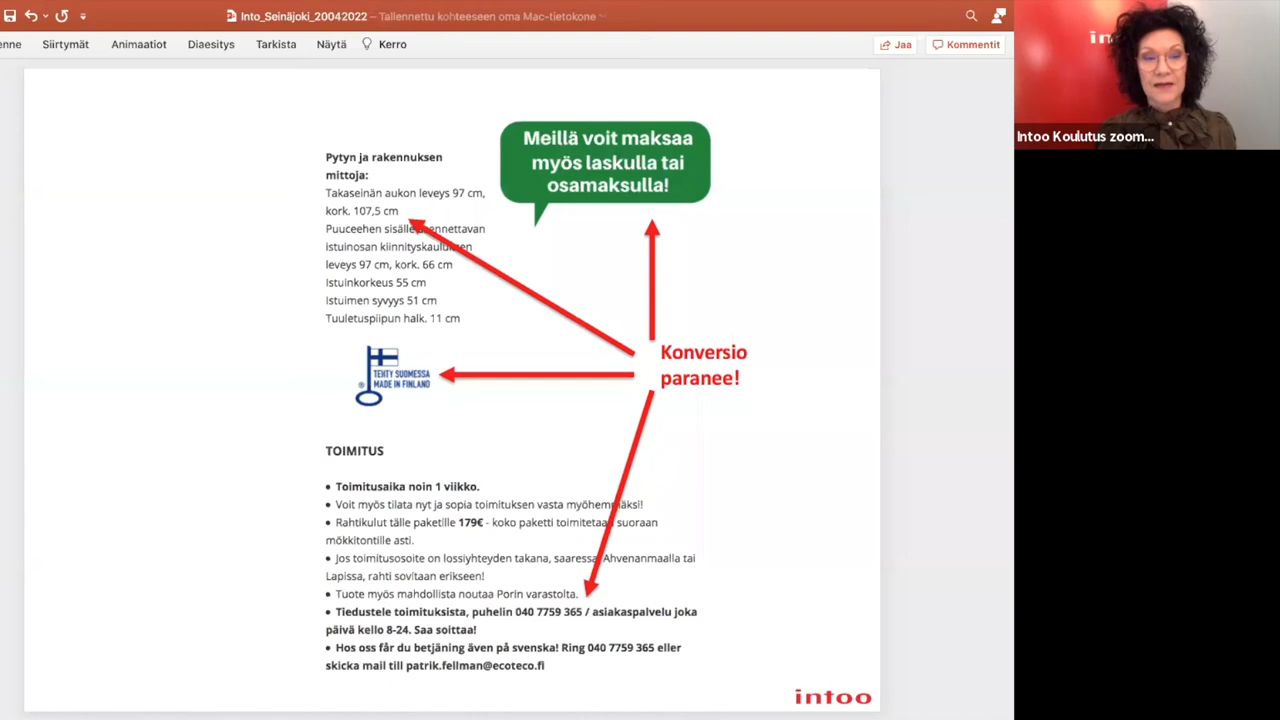 Into_Seinäjoki_20042022 – Tallennettu kohteeseen oma Mac-tietokone
enne Siirtymät Animaatiot Diaesitys Tarkista Näytä Kerro Jaa Kommentit
Intoo Koulutus zoom...
Meillä voit maksaa
myös laskulla tai
osamaksulla!
Pytyn ja rakennuksen
mittoja:
Takaseinän aukon leveys 97 cm,
kork. 107,5 cm
Puuceehen sisälle
istuinosan
leveys 97 cm, kork. 66 cm
Istuinkorkeus 55 cm
Istuimen syvyys 51 cm
Tuuletuspiipun halk. 11 cm
Konversio
paranee!
TEHTY SUOMESSA
MADE IN FINLAND
TOIMITUS
• Toimitusaika noin 1 viikko.
• Voit myös tilata nyt ja sopia toimituksen vasta myöhemmäksi!
• Rahtikulut tälle paketille 179€ - koko paketti toimitetaan suoraan
mökkitontille asti.
• Jos toimitusosoite on lossiyhteyden takana, saaressa, Ahvenanmaalla tai
Lapissa, rahti sovitaan erikseen!
• Tuote myös mahdollista noutaa Porin varastolta.
• Tiedustele toimituksista, puhelin 040 7759 365 / asiakaspalvelu joka
päivä kello 8-24. Saa soittaa!
• Hos oss får du betjäning även på svenska! Ring 040 7759 365 eller
skicka mail till patrik.fellman@ecoteco.fi
intoo